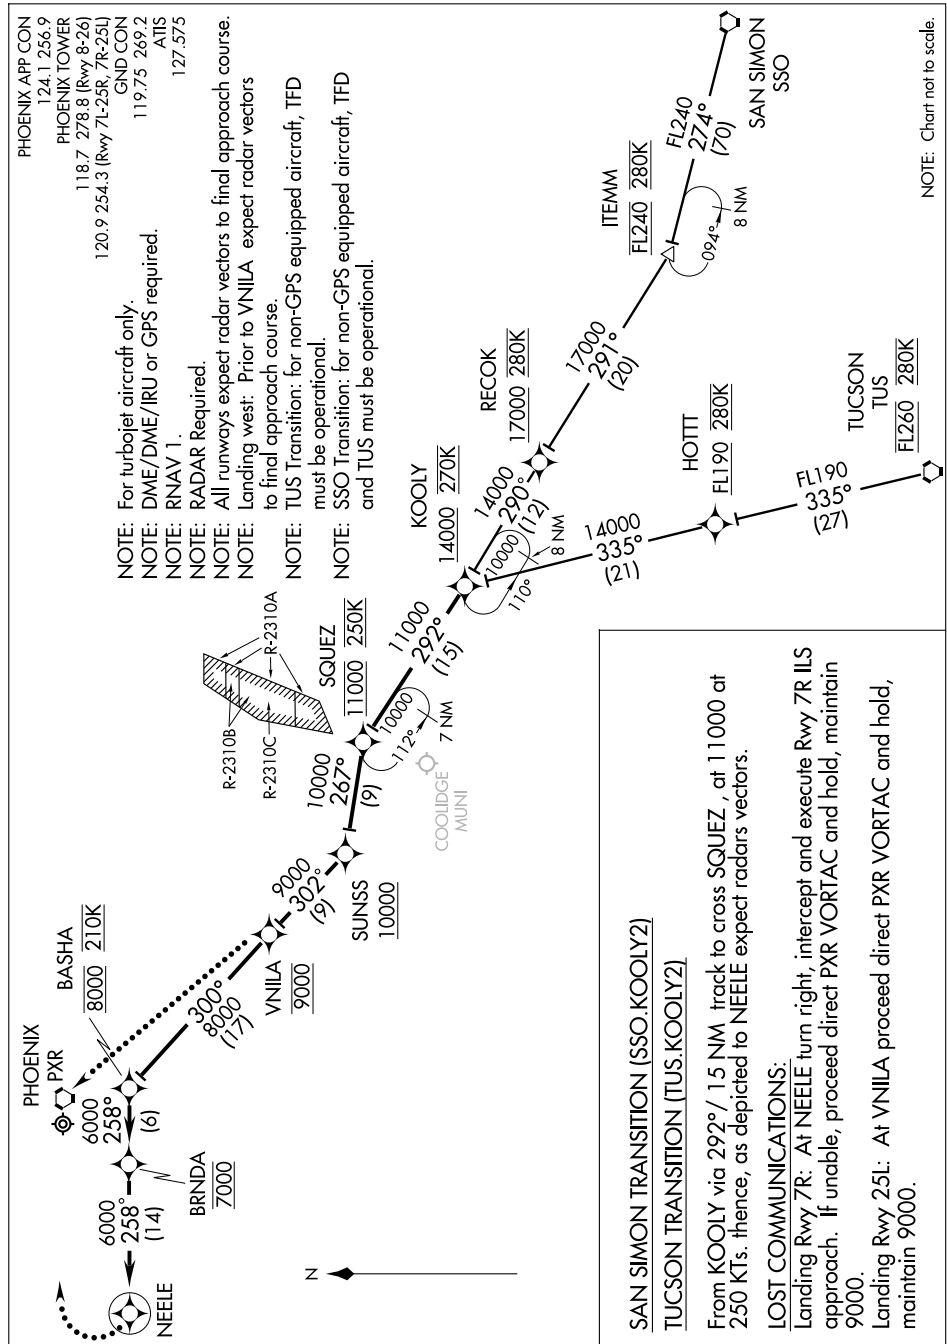 PHOENIX APP CON
124.1 256.9
PHOENIX TOWER
118.7 278.8 (Rwy 8-26)
120.9 254.3 (Rwy 7L-25R, 7R-25L)
GND CON
119.75 269.2
ATIS
127.575
NOTE: For turbojet aircraft only.
NOTE: DME/DME/IRU or GPS required.
NOTE: RNAV 1.
NOTE: RADAR Required.
NOTE: All runways expect radar vectors to final approach course.
NOTE: Landing west: Prior to VNILA expect radar vectors
to final approach course.
NOTE: TUS Transition: for non-GPS equipped aircraft, TFD
must be operational.
NOTE: SSO Transition: for non-GPS equipped aircraft, TFD
and TUS must be operational.
PHOENIX
PXR
BASHA
8000 210K
6000
258°
(6)
6000
258°
(14)
NEELE
BRNDA
7000
300°
8000
(17)
VNILA
9000
9000
302°
(9)
SUNSS
10000
10000
267°
(9)
R-2310A
R-2310B
R-2310C
SQUEZ
11000 250K
10000
112°
7 NM
COOLIDGE
MUNI
11000
292°
(15)
KOOLY
14000 270K
10000
110°
8 NM
14000
290°
(12)
RECOK
17000 280K
17000
291°
(20)
ITEMM
FL240 280K
094°
8 NM
FL240
274°
(70)
SAN SIMON
SSO
14000
335°
(21)
HOTTT
FL190 280K
FL190
335°
(27)
TUCSON
TUS
FL260 280K
N
NOTE: Chart not to scale.
SAN SIMON TRANSITION (SSO.KOOLY2)
TUCSON TRANSITION (TUS.KOOLY2)
From KOOLY via 292°/ 15 NM track to cross SQUEZ, at 11000 at
250 KTs. thence, as depicted to NEELE expect radars vectors.
LOST COMMUNICATIONS:
Landing Rwy 7R: At NEELE turn right, intercept and execute Rwy 7R ILS
approach. If unable, proceed direct PXR VORTAC and hold, maintain
9000.
Landing Rwy 25L: At VNILA proceed direct PXR VORTAC and hold,
maintain 9000.